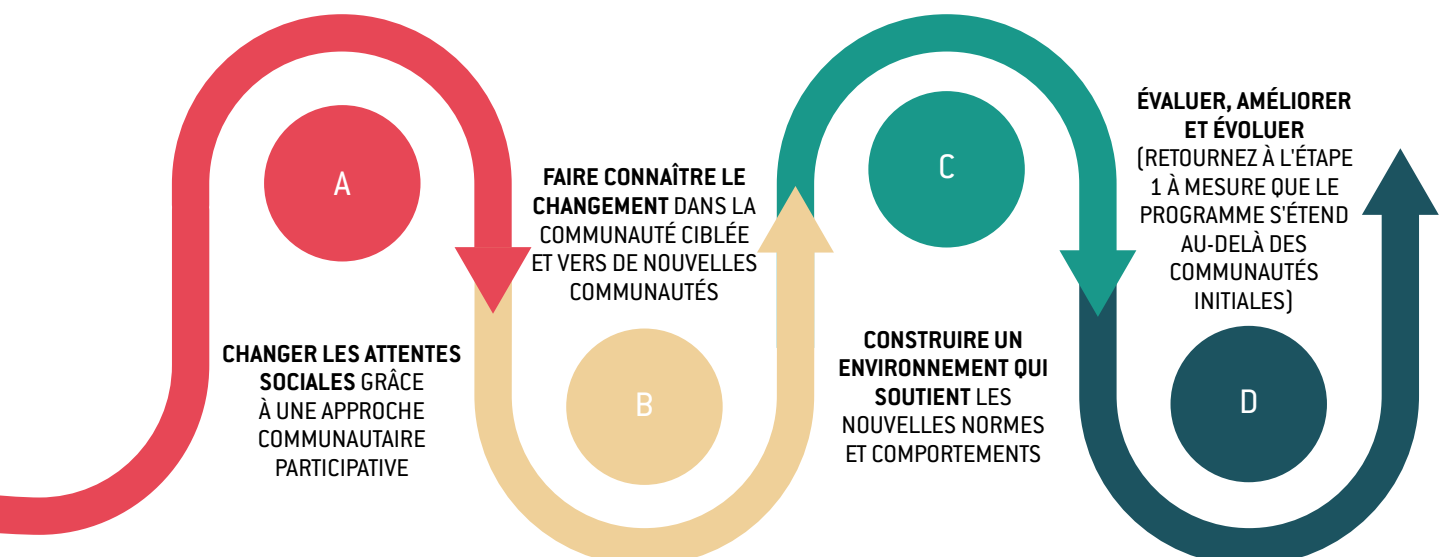 A
CHANGER LES ATTENTES
SOCIALES GRÂCE
À UNE APPROCHE
COMMUNAUTAIRE
PARTICIPATIVE
FAIRE CONNAÎTRE LE
CHANGEMENT DANS LA
COMMUNAUTÉ CIBLÉE
ET VERS DE NOUVELLES
COMMUNAUTÉS
B
C
CONSTRUIRE UN
ENVIRONNEMENT QUI
SOUTIENT LES
NOUVELLES NORMES
ET COMPORTEMENTS
ÉVALUER, AMÉLIORER
ET ÉVOLUER
(RETOURNEZ À L'ÉTAPE
1 À MESURE QUE LE
PROGRAMME S'ÉTEND
AU-DELÀ DES
COMMUNAUTÉS
INITIALES)
D